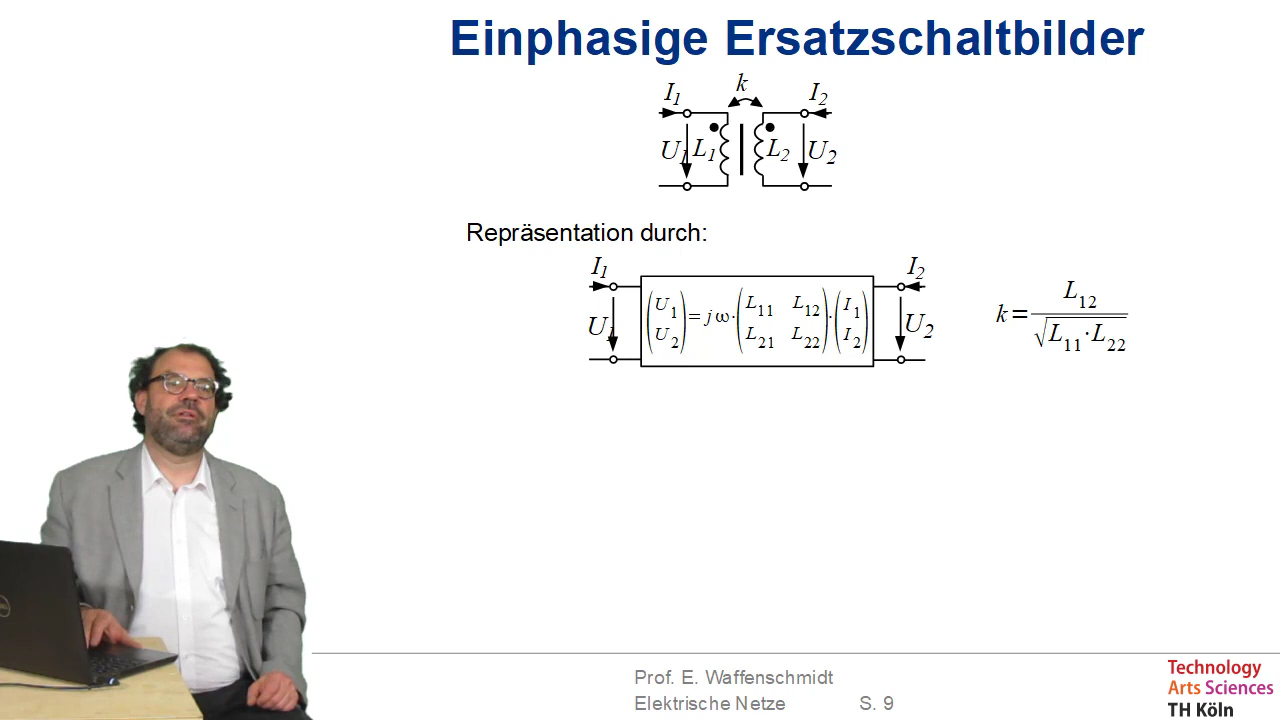 Einphasige Ersatzschaltbilder
k
I1 I2
U1 L1 L2 U2
Repräsentation durch:
I1 I2
U1 (U1 U2) = j ω · (L11 L12 L21 L22) · (I1 I2) U2
k = L12 / √(L11 · L22)
Prof. E. Waffenschmidt
Elektrische Netze S. 9
Technology
Arts Sciences
TH Köln